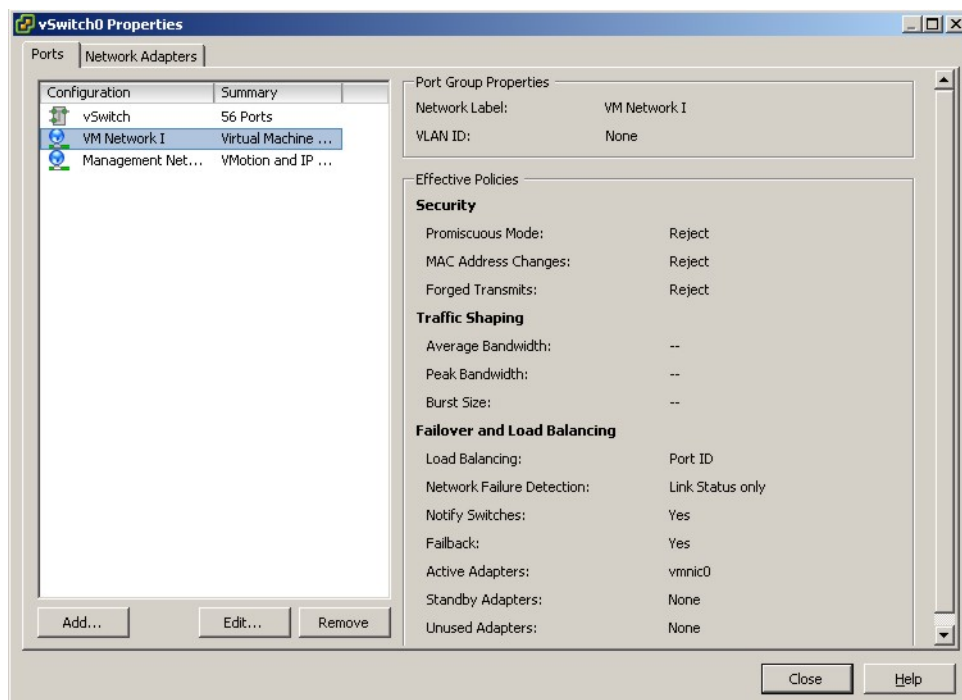 vSwitch0 Properties
Ports Network Adapters
Configuration Summary
vSwitch 56 Ports
VM Network I Virtual Machine ...
Management Net... VMotion and IP ...
Add... Edit... Remove
Port Group Properties
Network Label: VM Network I
VLAN ID: None
Effective Policies
Security
Promiscuous Mode: Reject
MAC Address Changes: Reject
Forged Transmits: Reject
Traffic Shaping
Average Bandwidth: --
Peak Bandwidth: --
Burst Size: --
Failover and Load Balancing
Load Balancing: Port ID
Network Failure Detection: Link Status only
Notify Switches: Yes
Failback: Yes
Active Adapters: vmnic0
Standby Adapters: None
Unused Adapters: None
Close Help